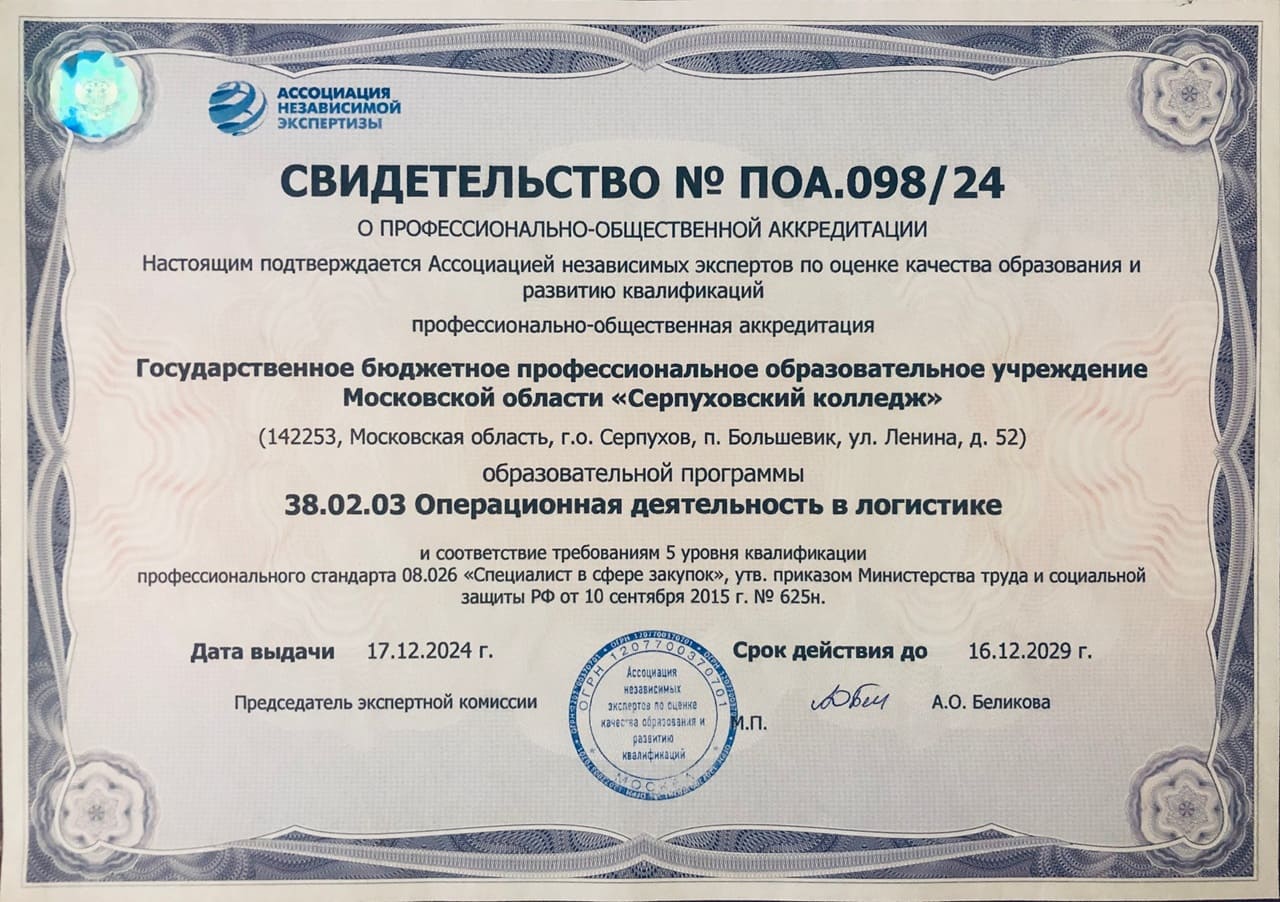 АССОЦИАЦИЯ
НЕЗАВИСИМОЙ
ЭКСПЕРТИЗЫ
СВИДЕТЕЛЬСТВО № ПОА.098/24
О ПРОФЕССИОНАЛЬНО-ОБЩЕСТВЕННОЙ АККРЕДИТАЦИИ
Настоящим подтверждается Ассоциацией независимых экспертов по оценке качества образования и
развитию квалификаций
профессионально-общественная аккредитация
Государственное бюджетное профессиональное образовательное учреждение
Московской области «Серпуховский колледж»
(142253, Московская область, г.о. Серпухов, п. Большевик, ул. Ленина, д. 52)
образовательной программы
38.02.03 Операционная деятельность в логистике
и соответствие требованиям 5 уровня квалификации
профессионального стандарта 08.026 «Специалист в сфере закупок», утв. приказом Министерства труда и социальной
защиты РФ от 10 сентября 2015 г. № 625н.
Дата выдачи 17.12.2024 г. Срок действия до 16.12.2029 г.
Председатель экспертной комиссии А.О. Беликова
М.П.
ОГРН 1207700370701
Ассоциация
независимых
экспертов по оценке
качества образования и
развитию
квалификаций
МОСКВА